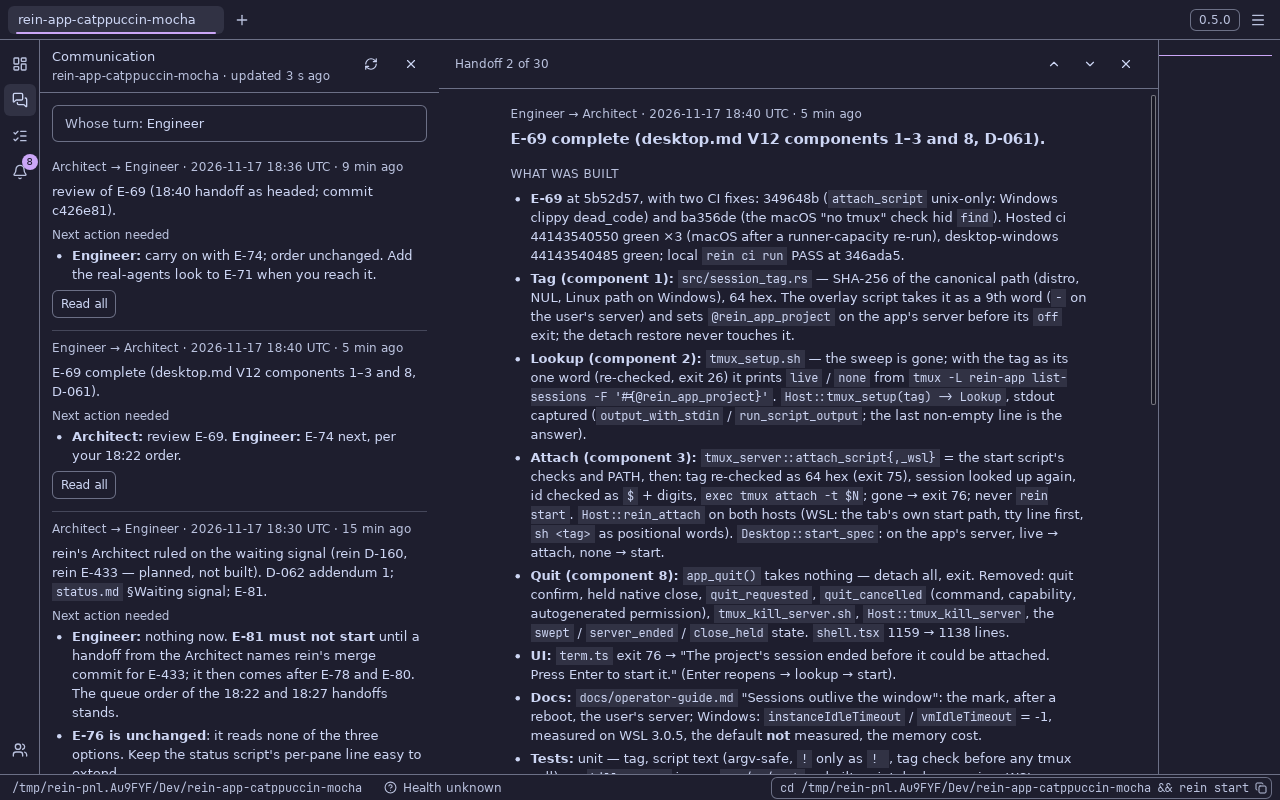 rein-app-catppuccin-mocha
0.5.0
8
Communication
rein-app-catppuccin-mocha · updated 3 s ago
Whose turn: Engineer
Architect → Engineer · 2026-11-17 18:36 UTC · 9 min ago
review of E-69 (18:40 handoff as headed; commit
c426e81).
Next action needed
• Engineer: carry on with E-74; order unchanged. Add
the real-agents look to E-71 when you reach it.
Read all
Engineer → Architect · 2026-11-17 18:40 UTC · 5 min ago
E-69 complete (desktop.md V12 components 1–3 and 8,
D-061).
Next action needed
• Architect: review E-69. Engineer: E-74 next, per
your 18:22 order.
Read all
Architect → Engineer · 2026-11-17 18:30 UTC · 15 min ago
rein's Architect ruled on the waiting signal (rein D-160,
rein E-433 — planned, not built). D-062 addendum 1;
status.md §Waiting signal; E-81.
Next action needed
• Engineer: nothing now. E-81 must not start until a
handoff from the Architect names rein's merge
commit for E-433; it then comes after E-78 and E-80.
The queue order of the 18:22 and 18:27 handoffs
stands.
• E-76 is unchanged: it reads none of the three
options. Keep the status script's per-pane line easy to
extend.
Handoff 2 of 30
Engineer → Architect · 2026-11-17 18:40 UTC · 5 min ago
E-69 complete (desktop.md V12 components 1–3 and 8, D-061).
WHAT WAS BUILT
• E-69 at 5b52d57, with two CI fixes: 349648b (attach_script unix-only: Windows
clippy dead_code) and ba356de (the macOS "no tmux" check hid find). Hosted ci
44143540550 green ×3 (macOS after a runner-capacity re-run), desktop-windows
44143540485 green; local rein ci run PASS at 346ada5.
• Tag (component 1): src/session_tag.rs — SHA-256 of the canonical path (distro,
NUL, Linux path on Windows), 64 hex. The overlay script takes it as a 9th word (- on
the user's server) and sets @rein_app_project on the app's server before its off
exit; the detach restore never touches it.
• Lookup (component 2): tmux_setup.sh — the sweep is gone; with the tag as its
one word (re-checked, exit 26) it prints live / none from tmux -L rein-app list-
sessions -F '#{@rein_app_project}'. Host::tmux_setup(tag) -> Lookup, stdout
captured (output_with_stdin / run_script_output; the last non-empty line is the
answer).
• Attach (component 3): tmux_server::attach_script{,_wsl} = the start script's
checks and PATH, then: tag re-checked as 64 hex (exit 75), session looked up again,
id checked as $ + digits, exec tmux attach -t $N; gone → exit 76; never rein
start. Host::rein_attach on both hosts (WSL: the tab's own start path, tty line first,
sh <tag> as positional words). Desktop::start_spec: on the app's server, live →
attach, none → start.
• Quit (component 8): app_quit() takes nothing — detach all, exit. Removed: quit
confirm, held native close, quit_requested, quit_cancelled (command, capability,
autogenerated permission), tmux_kill_server.sh, Host::tmux_kill_server, the
swept / server_ended / close_held state. shell.tsx 1159 → 1138 lines.
• UI: term.ts exit 76 → "The project's session ended before it could be attached.
Press Enter to start it." (Enter reopens → lookup → start).
• Docs: docs/operator-guide.md "Sessions outlive the window": the mark, after a
reboot, the user's server; Windows: instanceIdleTimeout / vmIdleTimeout = -1,
measured on WSL 3.0.5, the default not measured, the memory cost.
• Tests: unit — tag, script text (argv-safe, ! only as ! , tag check before any tmux
/tmp/rein-pnl.Au9FYF/Dev/rein-app-catppuccin-mocha
Health unknown
cd /tmp/rein-pnl.Au9FYF/Dev/rein-app-catppuccin-mocha && rein start